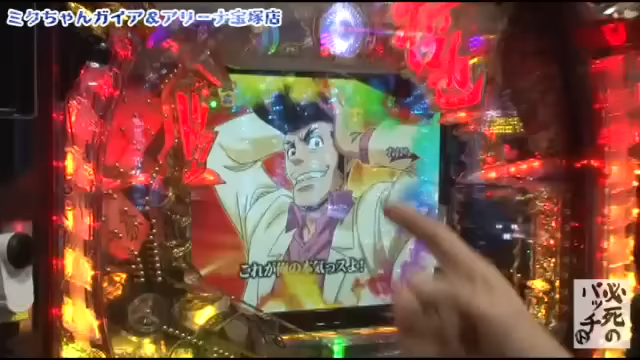 ミクちゃんガイア&アリーナ宝塚店
これが俺の本気っスよ!
必死の
パッチ